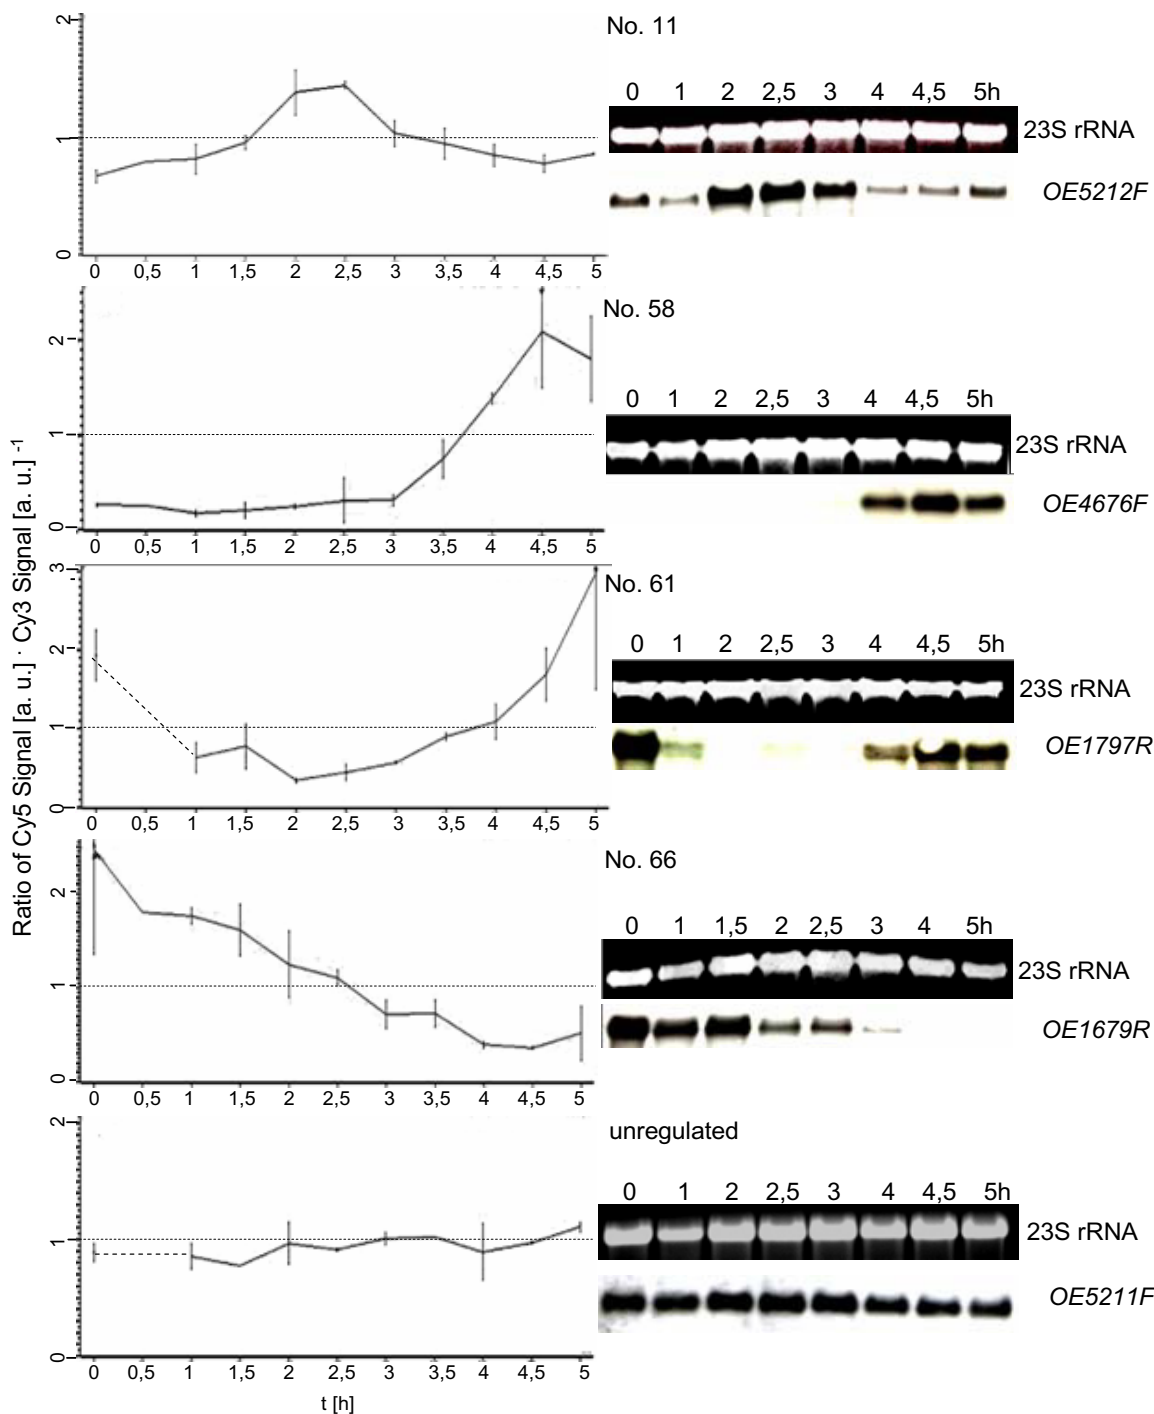 Ratio of Cy5 Signal [a. u.] · Cy3 Signal [a. u.] -1
No. 11
2
1
0
0 0,5 1 1,5 2 2,5 3 3,5 4 4,5 5
0 1 2 2,5 3 4 4,5 5h
23S rRNA
OE5212F
No. 58
2
1
0
0 0,5 1 1,5 2 2,5 3 3,5 4 4,5 5
0 1 2 2,5 3 4 4,5 5h
23S rRNA
OE4676F
No. 61
3
2
1
0
0 0,5 1 1,5 2 2,5 3 3,5 4 4,5 5
0 1 2 2,5 3 4 4,5 5h
23S rRNA
OE1797R
No. 66
2
1
0
0 0,5 1 1,5 2 2,5 3 3,5 4 4,5 5
0 1 1,5 2 2,5 3 4 5h
23S rRNA
OE1679R
unregulated
2
1
0
0 0,5 1 1,5 2 2,5 3 3,5 4 4,5 5
t [h]
0 1 2 2,5 3 4 4,5 5h
23S rRNA
OE5211F